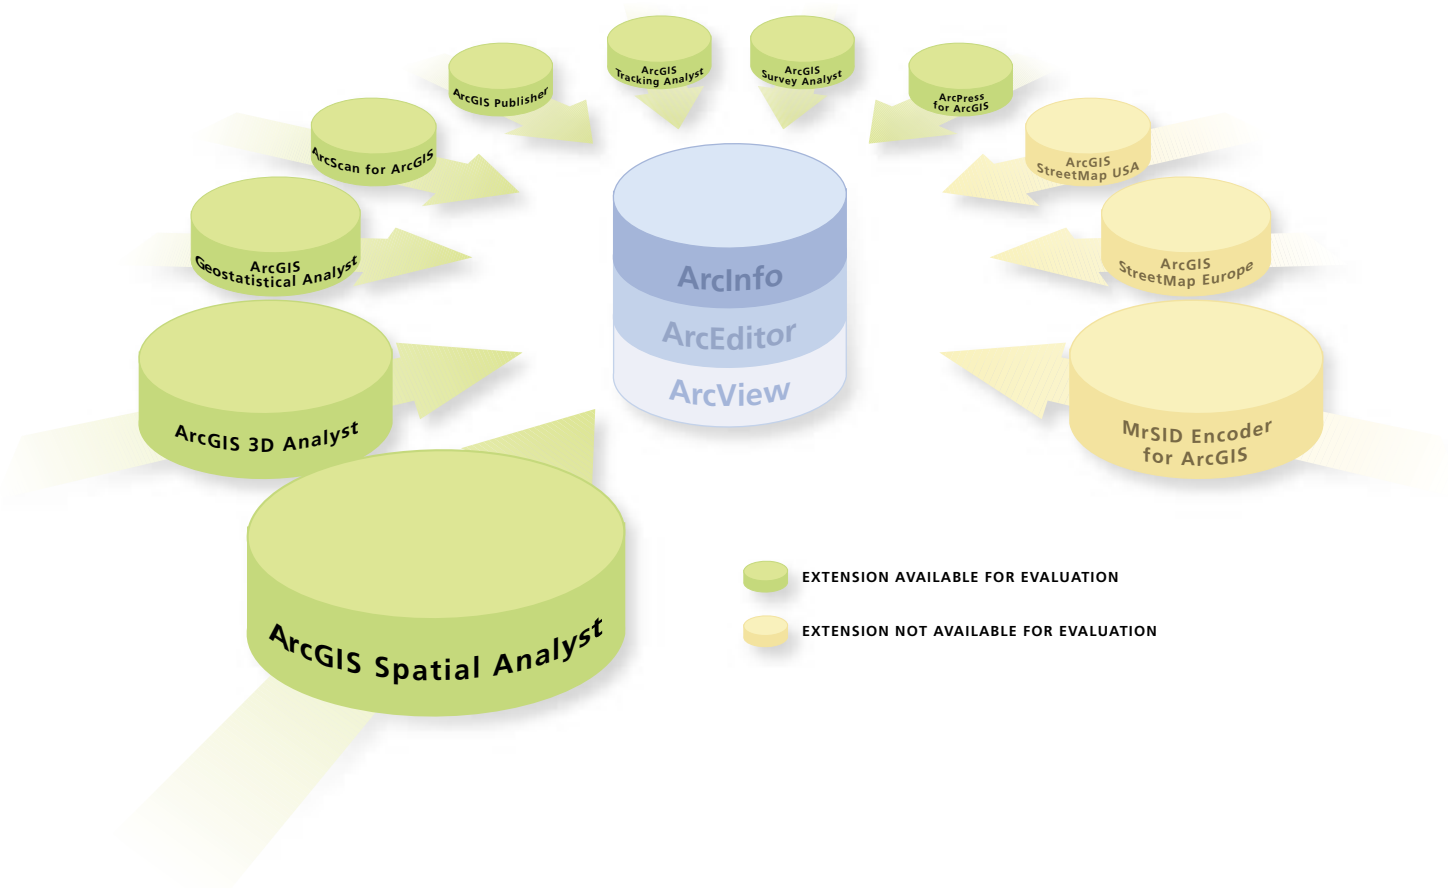 ArcGIS
Tracking Analyst
ArcGIS
Survey Analyst
ArcGIS Publisher
ArcPress
for ArcGIS
ArcScan for ArcGIS
ArcGIS
StreetMap USA
ArcGIS
Geostatistical Analyst
ArcGIS
StreetMap Europe
ArcInfo
ArcEditor
ArcView
ArcGIS 3D Analyst
MrSID Encoder
for ArcGIS
ArcGIS Spatial Analyst
EXTENSION AVAILABLE FOR EVALUATION
EXTENSION NOT AVAILABLE FOR EVALUATION